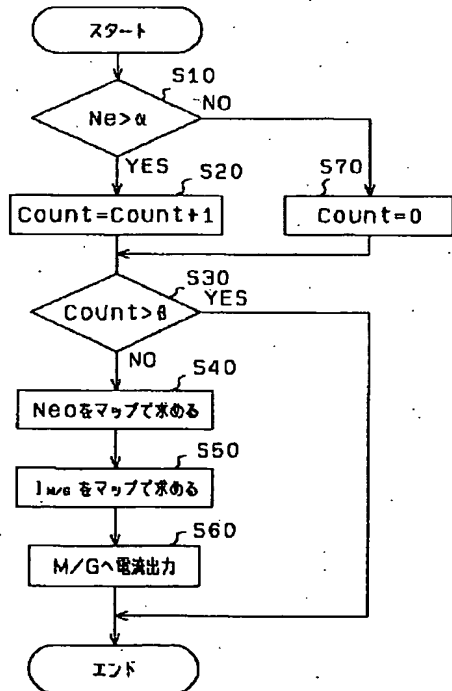 スタート
S10
Ne>α
NO
YES
S20
S70
Count=Count+1
Count=0
S30
Count>β
YES
NO
S40
Neoをマップで求める
S50
IM/G をマップで求める
S60
M/Gへ電流出力
エンド